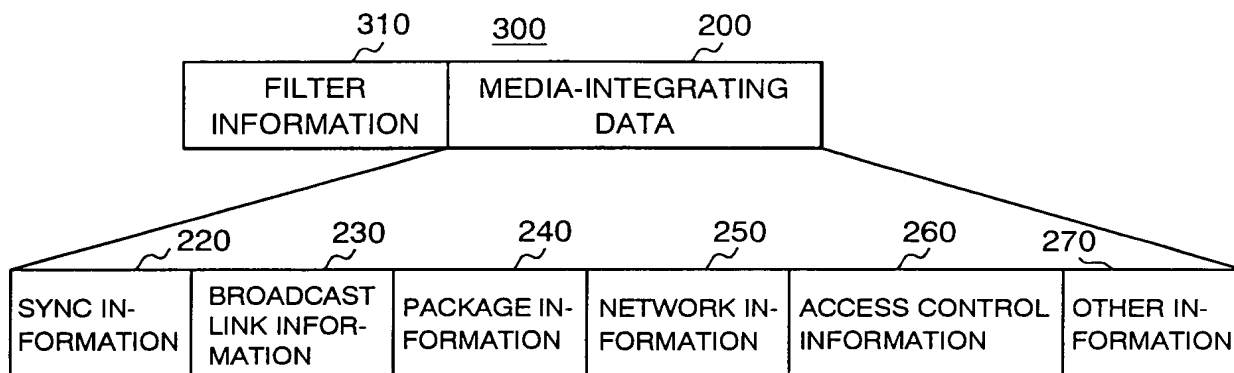 310 300 200
FILTER INFORMATION
MEDIA-INTEGRATING DATA
220 230 240 250 260 270
SYNC IN-
FORMATION
BROADCAST
LINK INFOR-
MATION
PACKAGE IN-
FORMATION
NETWORK IN-
FORMATION
ACCESS CONTROL
INFORMATION
OTHER IN-
FORMATION